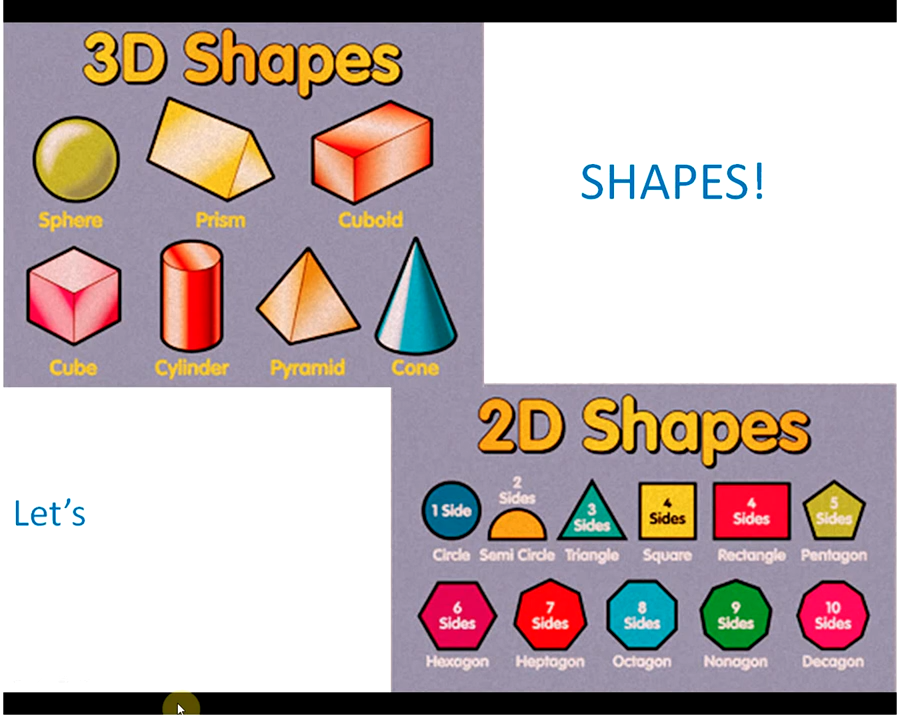 3D Shapes
Sphere Prism Cuboid
Cube Cylinder Pyramid Cone
SHAPES!
Let's
2D Shapes
1 Side
2
Sides
3
Sides
4
Sides
4
Sides
5
Sides
Circle Semi Circle Triangle Square Rectangle Pentagon
6
Sides
7
Sides
8
Sides
9
Sides
10
Sides
Hexogon Heptagon Octagon Nonagon Decagon